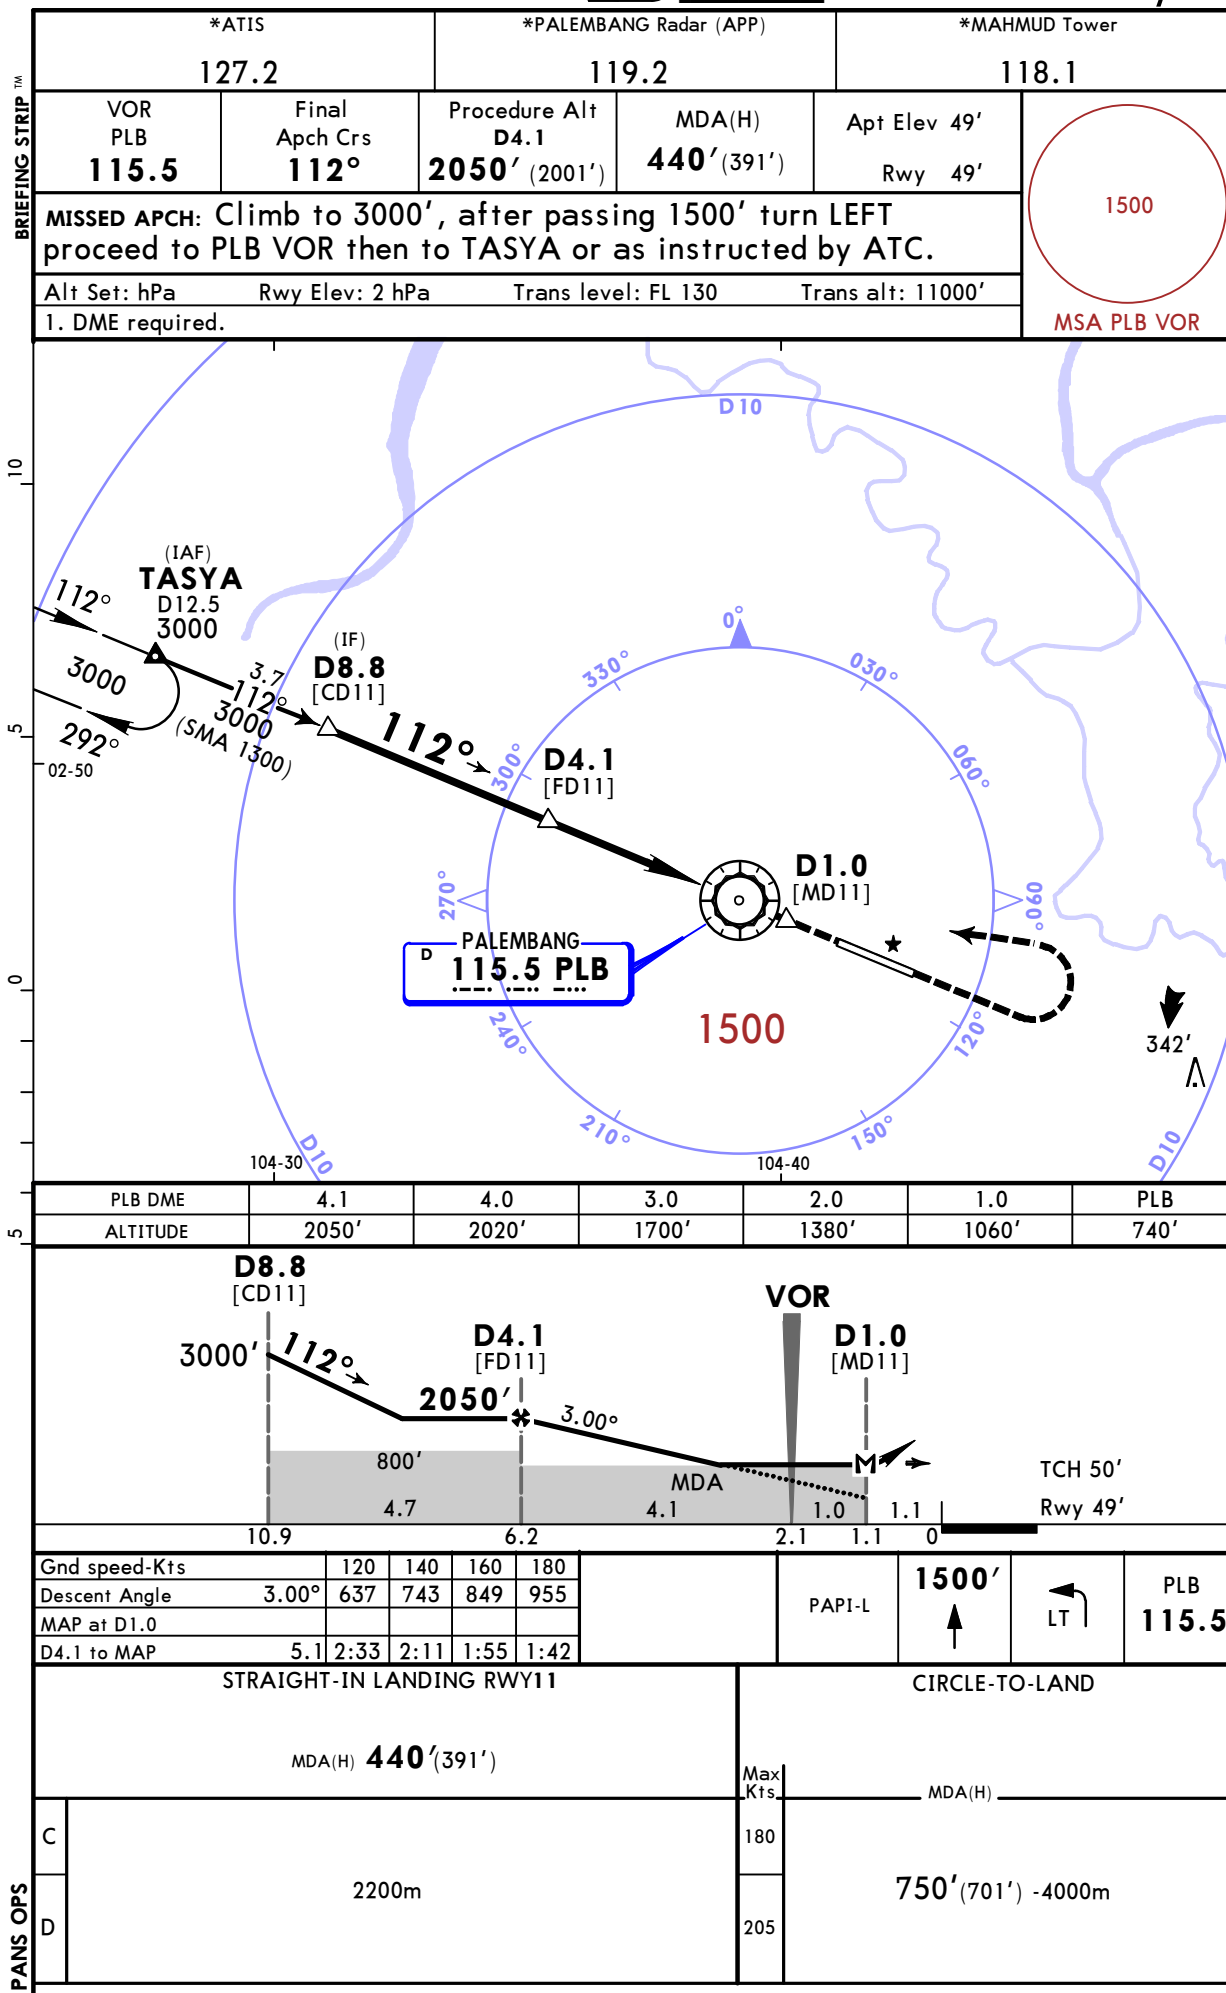 *ATIS
127.2
*PALEMBANG Radar (APP)
119.2
*MAHMUD Tower
118.1
BRIEFING STRIP TM
VOR
PLB
115.5
Final
Apch Crs
112°
Procedure Alt
D4.1
2050' (2001')
MDA(H)
440' (391')
Apt Elev 49'
Rwy 49'
MISSED APCH: Climb to 3000', after passing 1500' turn LEFT
proceed to PLB VOR then to TASYA or as instructed by ATC.
Alt Set: hPa Rwy Elev: 2 hPa Trans level: FL 130 Trans alt: 11000'
1. DME required.
1500
MSA PLB VOR
D10
10
(IAF)
TASYA
D12.5
3000
112°
3000
292°
3.7
112°
3000
(SMA 1300)
(IF)
D8.8
[CD11]
112°
D4.1
[FD11]
D1.0
[MD11]
0°
030°
060°
090°
120°
150°
210°
240°
270°
300°
330°
5
02-50
PALEMBANG
D 115.5 PLB
0
1500
342'
D10
D10
104-30
104-40
5
PLB DME 4.1 4.0 3.0 2.0 1.0 PLB
ALTITUDE 2050' 2020' 1700' 1380' 1060' 740'
D8.8
[CD11]
3000'
112°
D4.1
[FD11]
2050'
3.00°
VOR
D1.0
[MD11]
M
800'
MDA
TCH 50'
Rwy 49'
4.7 4.1 1.0 1.1
10.9 6.2 2.1 1.1 0
Gnd speed-Kts 120 140 160 180
Descent Angle 3.00° 637 743 849 955
MAP at D1.0
D4.1 to MAP 5.1 2:33 2:11 1:55 1:42
PAPI-L
1500'
LT
PLB
115.5
STRAIGHT-IN LANDING RWY11
MDA(H) 440' (391')
CIRCLE-TO-LAND
Max
Kts
MDA(H)
C
180
2200m
750' (701') -4000m
D
205
PANS OPS